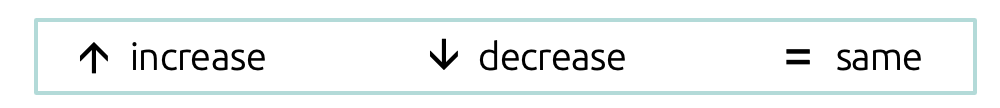 ↑ increase ↓ decrease = same